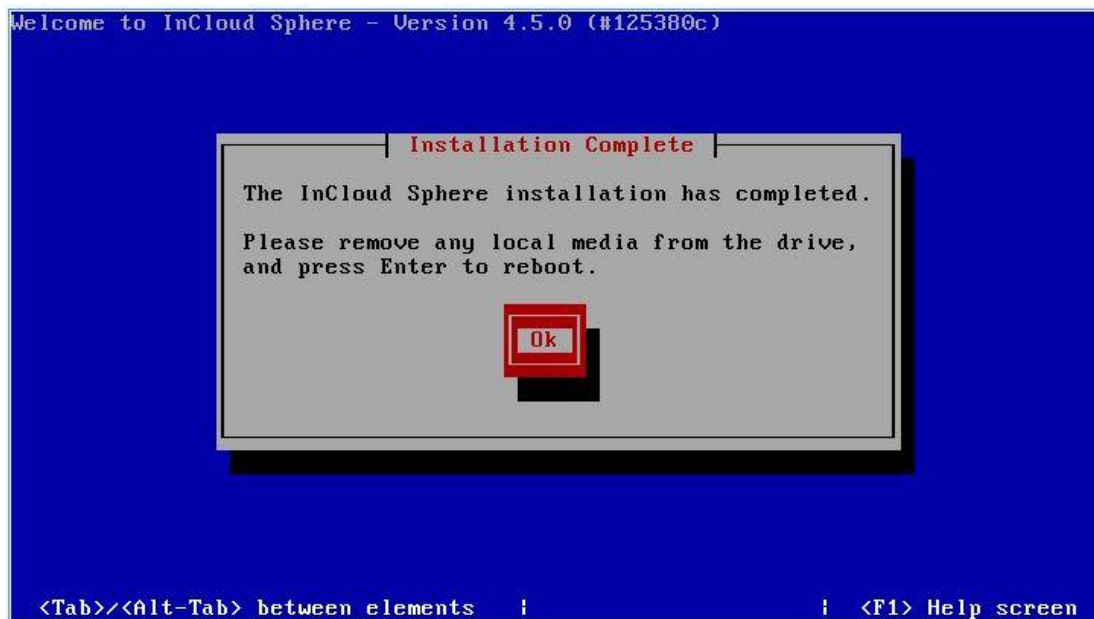 Welcome to InCloud Sphere - Version 4.5.0 (#125380c)
Installation Complete
The InCloud Sphere installation has completed.
Please remove any local media from the drive,
and press Enter to reboot.
Ok
<Tab>/<Alt-Tab> between elements   ¦   ¦ <F1> Help screen